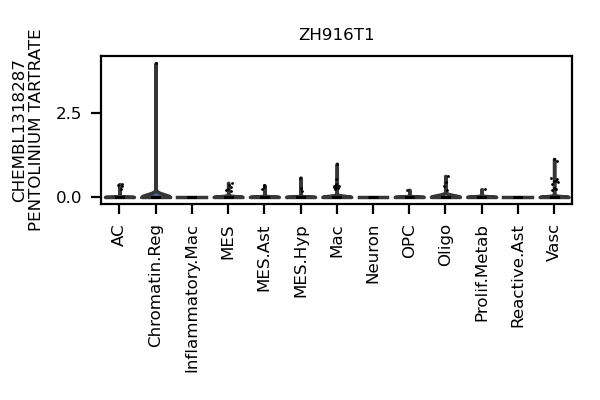 ZH916T1
CHEMBL1318287
PENTOLINIUM TARTRATE
2.5
0.0
AC
Chromatin.Reg
Inflammatory.Mac
MES
MES.Ast
MES.Hyp
Mac
Neuron
OPC
Oligo
Prolif.Metab
Reactive.Ast
Vasc